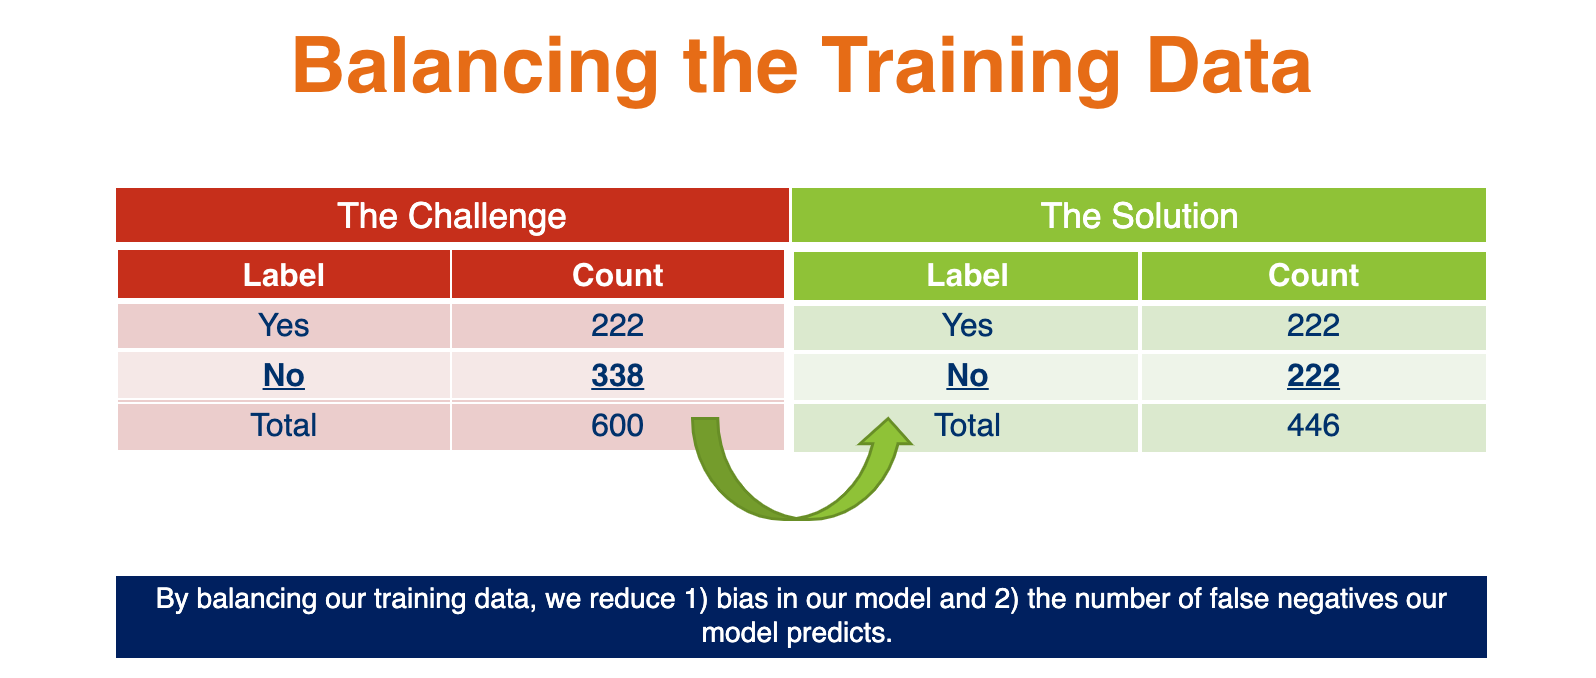 Balancing the Training Data
The Challenge The Solution
Label Count Label Count
Yes 222 Yes 222
No 338 No 222
Total 600 Total 446
By balancing our training data, we reduce 1) bias in our model and 2) the number of false negatives our
model predicts.